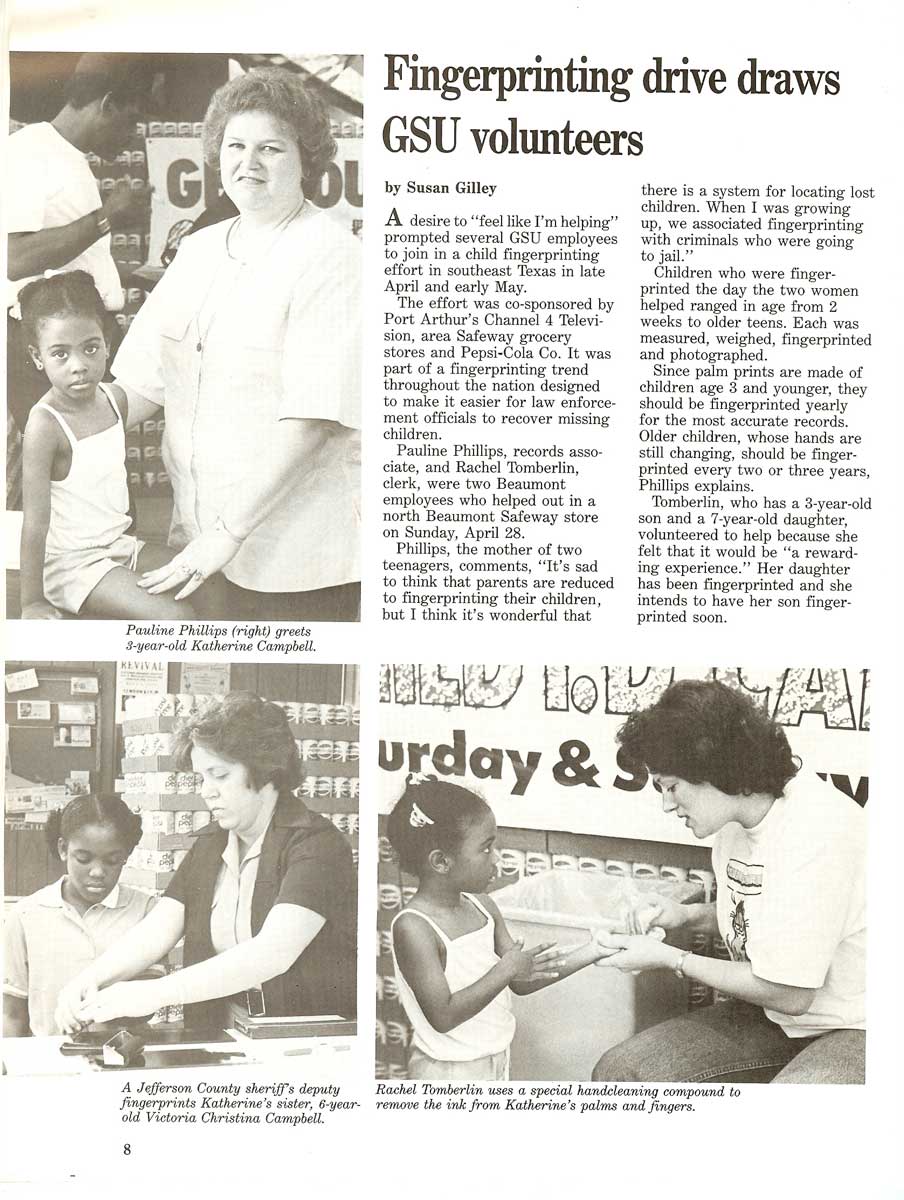 Fingerprinting drive draws
GSU volunteers
by Susan Gilley
A desire to “feel like I’m helping”
prompted several GSU employees
to join in a child fingerprinting
effort in southeast Texas in late
April and early May.
The effort was co-sponsored by
Port Arthur’s Channel 4 Televi-
sion, area Safeway grocery
stores and Pepsi-Cola Co. It was
part of a fingerprinting trend
throughout the nation designed
to make it easier for law enforce-
ment officials to recover missing
children.
Pauline Phillips, records asso-
ciate, and Rachel Tomberlin,
clerk, were two Beaumont
employees who helped out in a
north Beaumont Safeway store
on Sunday, April 28.
Phillips, the mother of two
teenagers, comments, “It’s sad
to think that parents are reduced
to fingerprinting their children,
but I think it’s wonderful that
there is a system for locating lost
children. When I was growing
up, we associated fingerprinting
with criminals who were going
to jail.”
Children who were finger-
printed the day the two women
helped ranged in age from 2
weeks to older teens. Each was
measured, weighed, fingerprinted
and photographed.
Since palm prints are made of
children age 3 and younger, they
should be fingerprinted yearly
for the most accurate records.
Older children, whose hands are
still changing, should be finger-
printed every two or three years,
Phillips explains.
Tomberlin, who has a 3-year-old
son and a 7-year-old daughter,
volunteered to help because she
felt that it would be “a reward-
ing experience.” Her daughter
has been fingerprinted and she
intends to have her son finger-
printed soon.
Pauline Phillips (right) greets
3-year-old Katherine Campbell.
REVIVAL
I.D.
urday & S
A Jefferson County sheriff’s deputy
fingerprints Katherine’s sister, 6-year-
old Victoria Christina Campbell.
Rachel Tomberlin uses a special handcleaning compound to
remove the ink from Katherine’s palms and fingers.
8